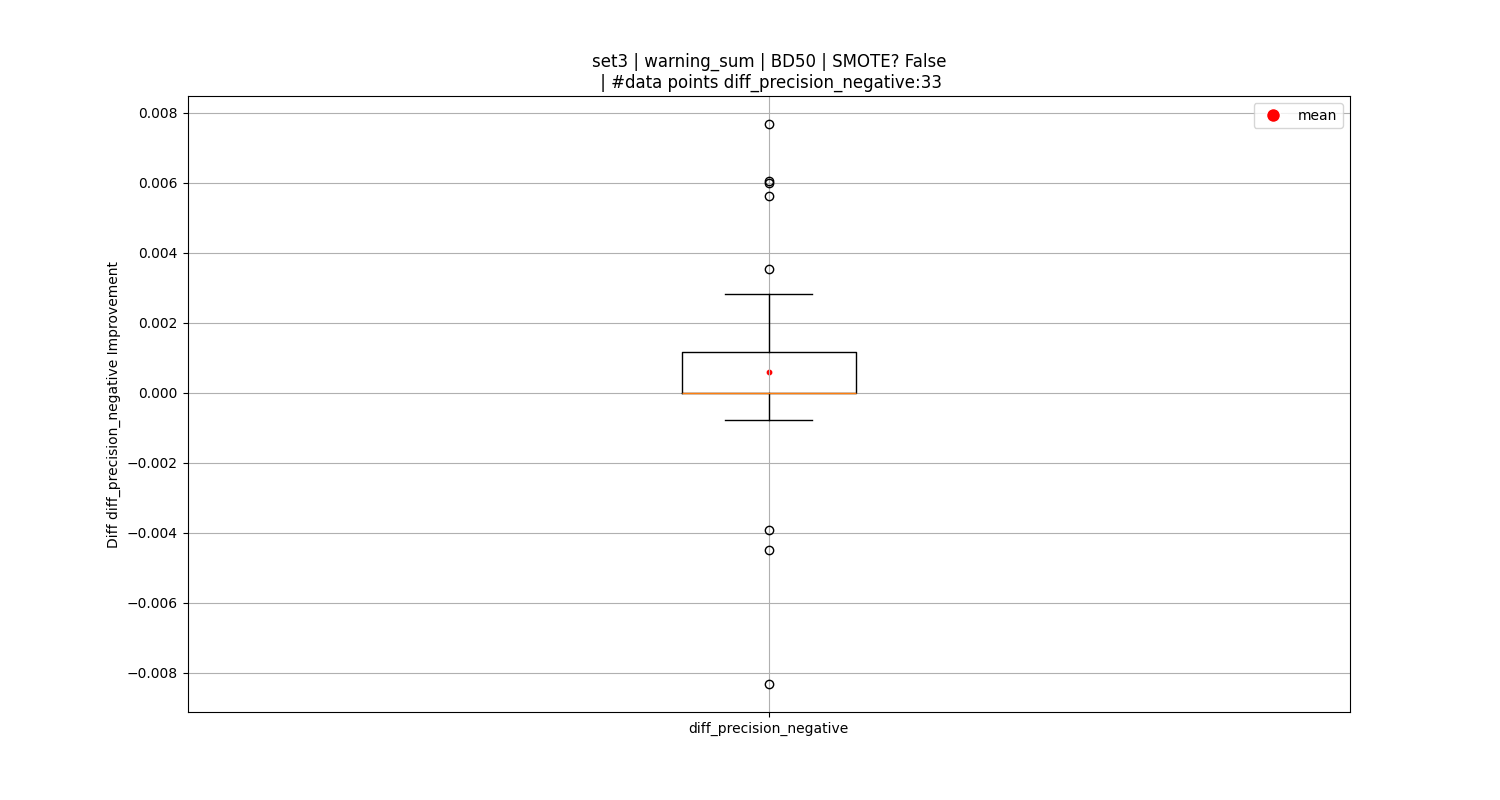 set3 | warning_sum | BD50 | SMOTE? False
| #data points diff_precision_negative:33
mean
0.008
0.006
0.004
0.002
0.000
−0.002
−0.004
−0.006
−0.008
Diff diff_precision_negative Improvement
diff_precision_negative